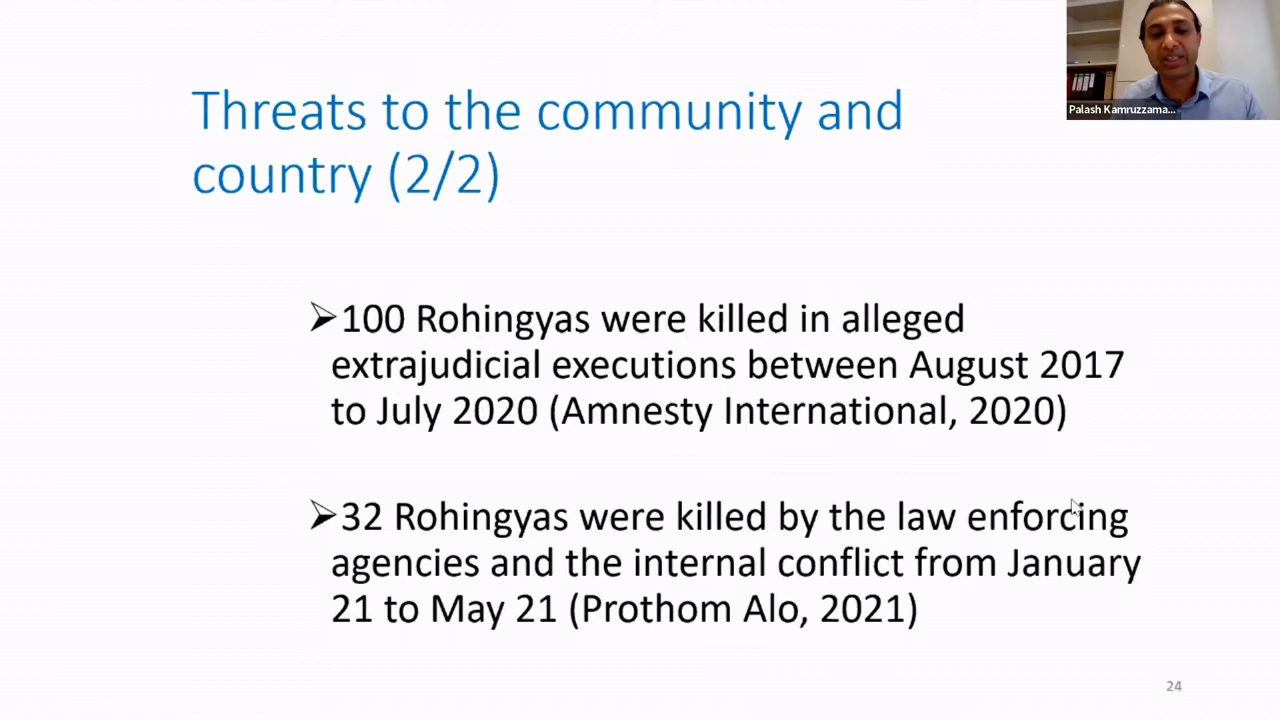 Threats to the community and
country (2/2)
Palash Kamruzzama...
➢100 Rohingyas were killed in alleged
extrajudicial executions between August 2017
to July 2020 (Amnesty International, 2020)
➢32 Rohingyas were killed by the law enforcing
agencies and the internal conflict from January
21 to May 21 (Prothom Alo, 2021)
24